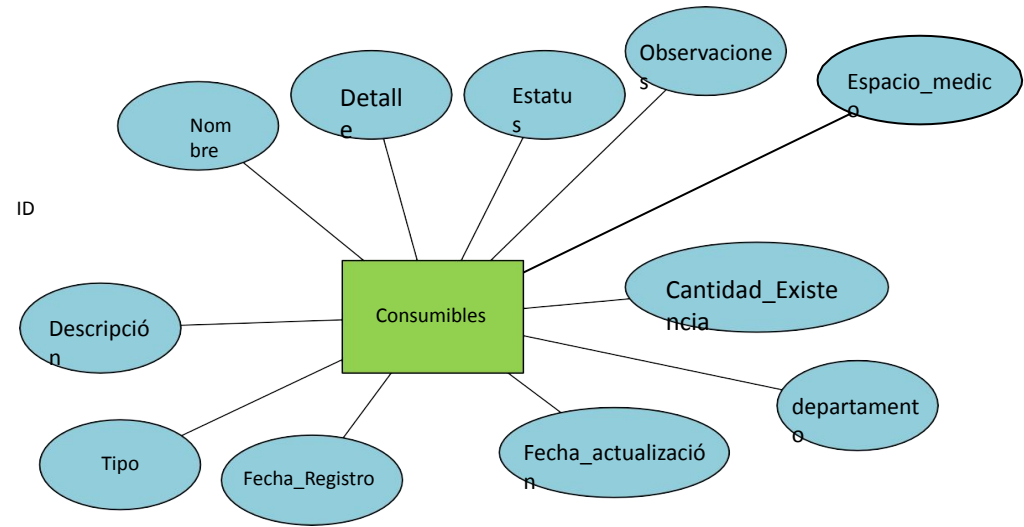 Observacione
s
Espacio_medic
o
Detall
e
Estatu
s
Nom
bre
ID
Cantidad_Existe
ncia
Consumibles
Descripció
n
departament
o
Fecha_actualizació
n
Tipo
Fecha_Registro